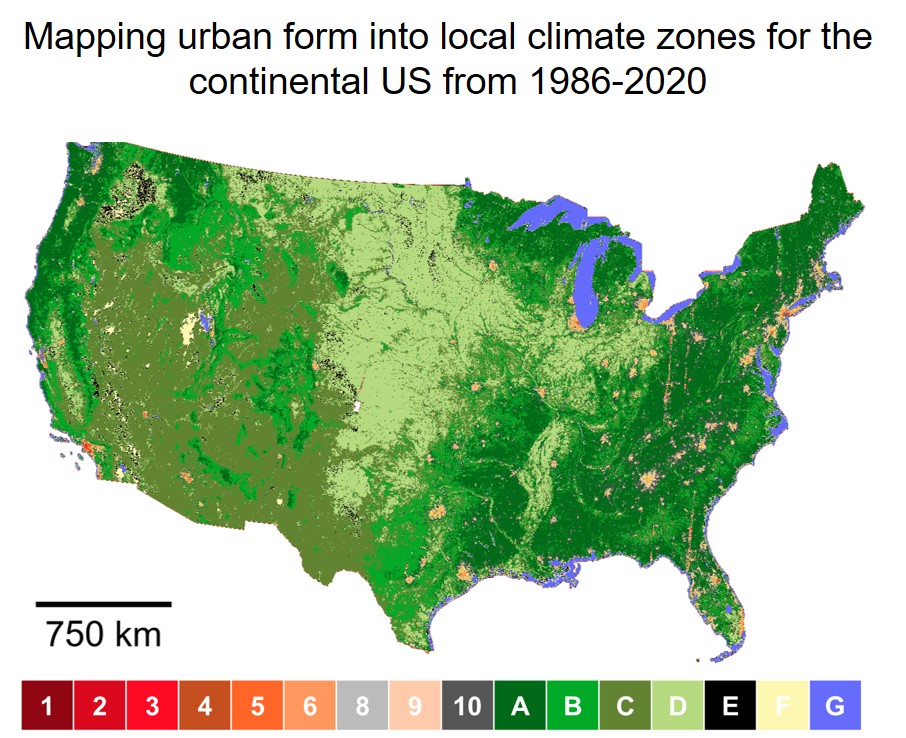 Mapping urban form into local climate zones for the
continental US from 1986-2020
750 km
1 2 3 4 5 6 8 9 10 A B C D E F G